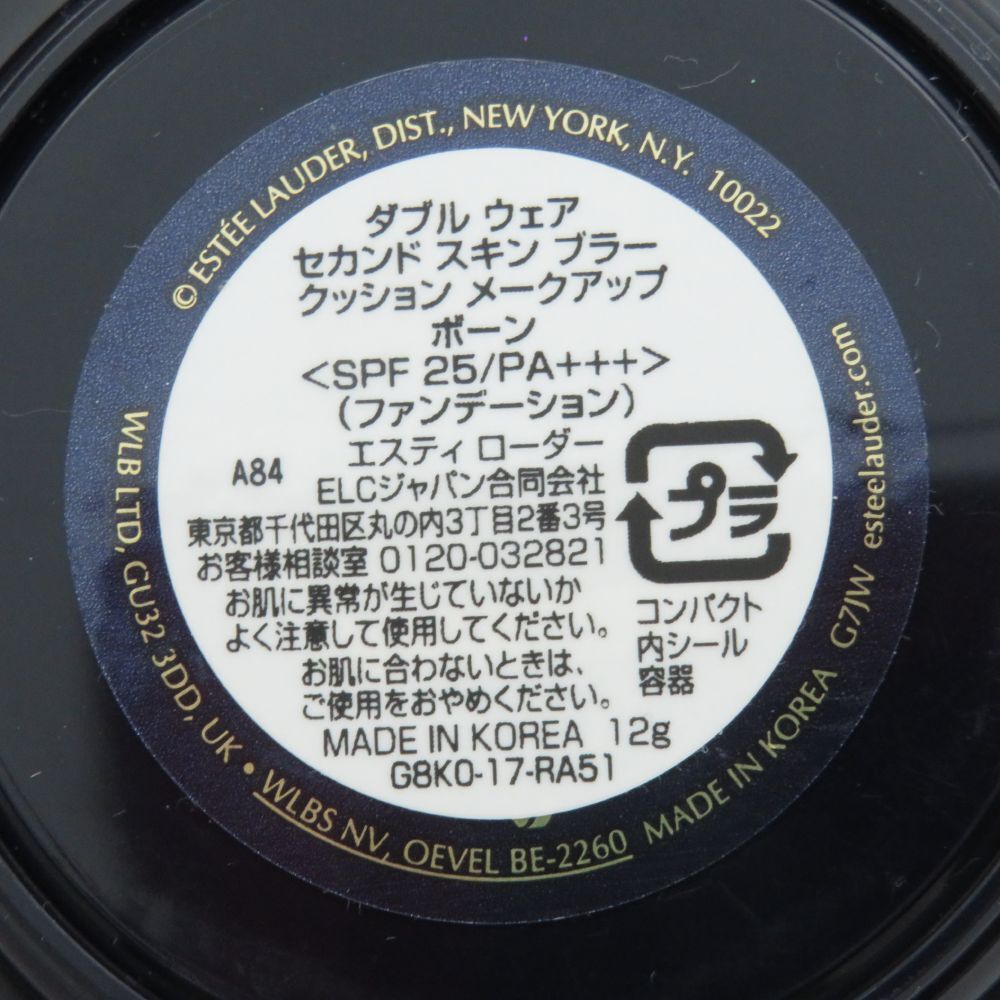 © ESTÉE LAUDER, DIST., NEW YORK, N.Y. 10022
ダブル ウェア
セカンド スキン ブラー
クッション メークアップ
ボーン
<SPF 25/PA+++>
(ファンデーション)
エスティ ローダー
A84
ELCジャパン合同会社
東京都千代田区丸の内3丁目2番3号
お客様相談室 0120-032821
お肌に異常が生じていないか
よく注意して使用してください。
お肌に合わないときは、
ご使用をおやめください。
MADE IN KOREA 12g
G8K0-17-RA51
プラ
コンパクト
内シール
容器
WLB LTD, GU32 3DD, UK • WLBS NV, OEVEL BE-2260 MADE IN KOREA G7JW esteelauder.com